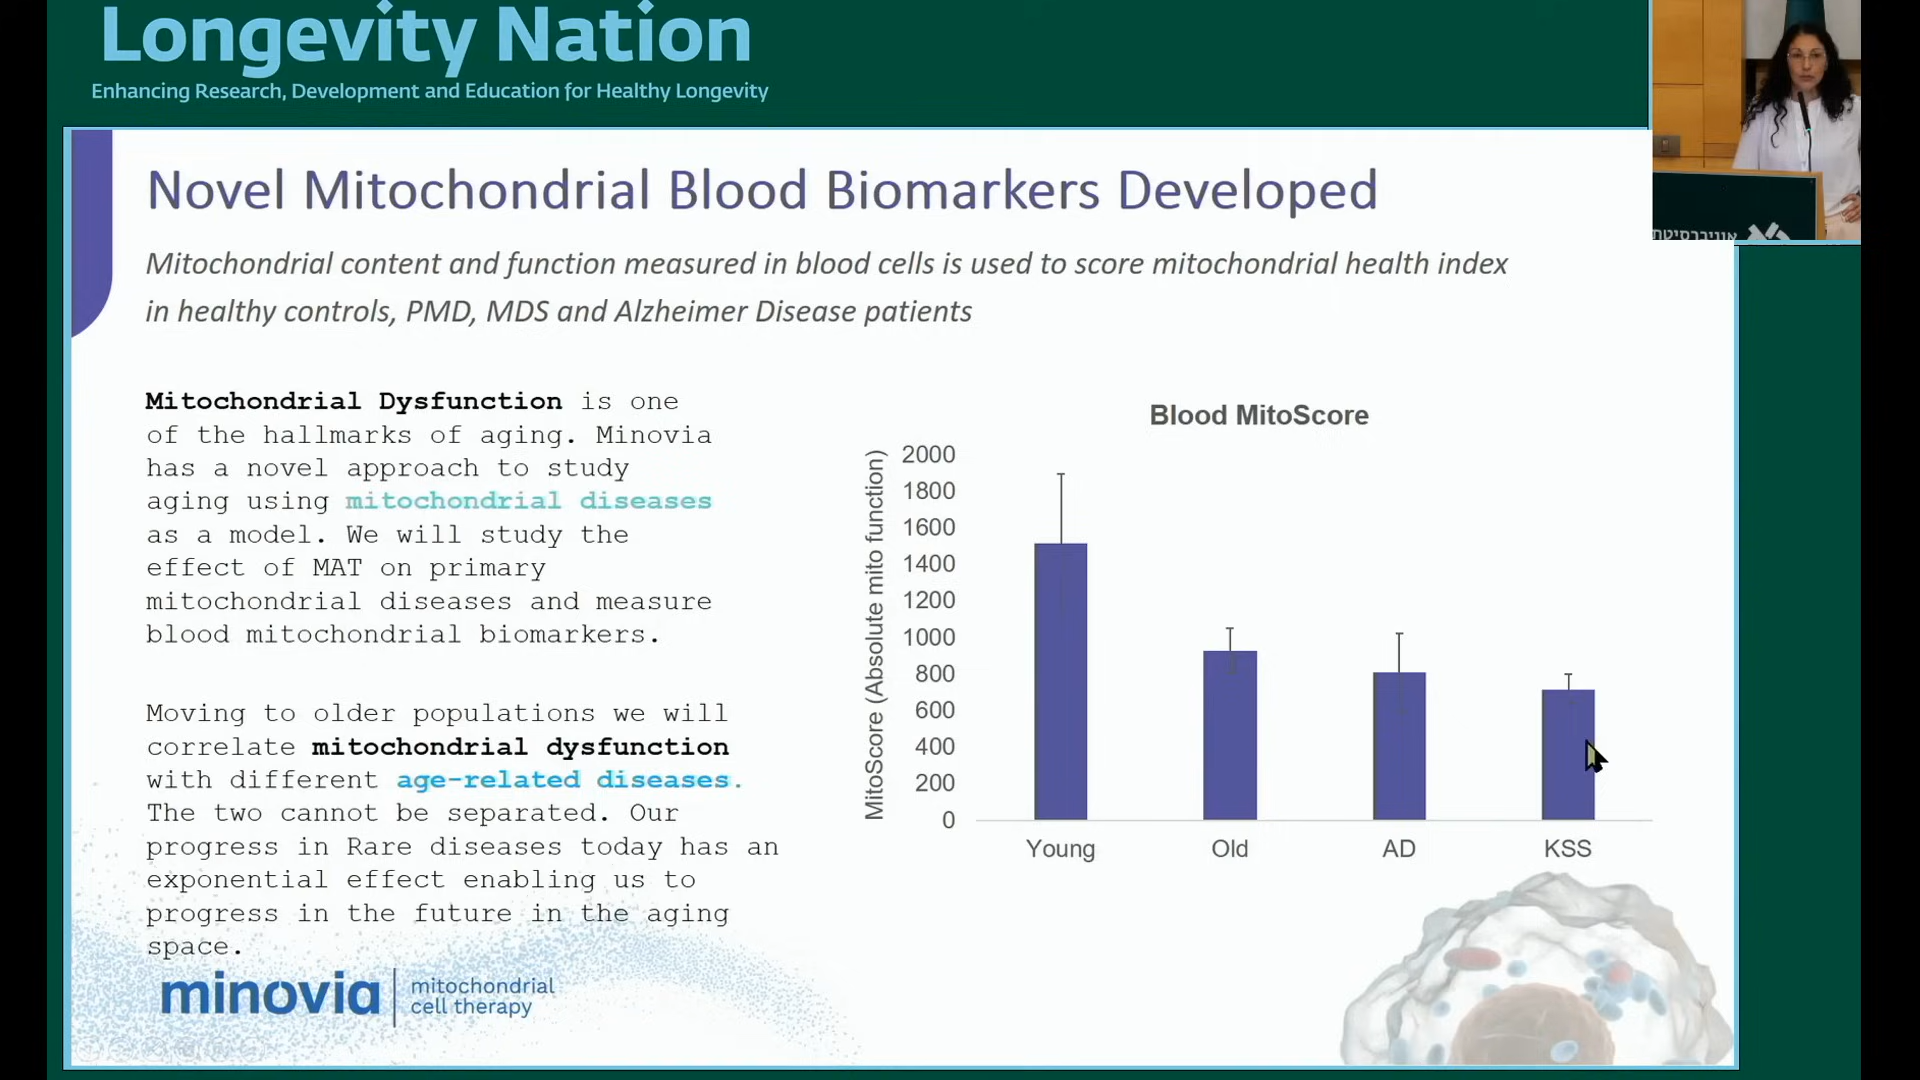 Longevity Nation
Enhancing Research, Development and Education for Healthy Longevity
Novel Mitochondrial Blood Biomarkers Developed
Mitochondrial content and function measured in blood cells is used to score mitochondrial health index
in healthy controls, PMD, MDS and Alzheimer Disease patients
Mitochondrial Dysfunction is one
of the hallmarks of aging. Minovia
has a novel approach to study
aging using mitochondrial diseases
as a model. We will study the
effect of MAT on primary
mitochondrial diseases and measure
blood mitochondrial biomarkers.
Moving to older populations we will
correlate mitochondrial dysfunction
with different age-related diseases.
The two cannot be separated. Our
progress in Rare diseases today has an
exponential effect enabling us to
progress in the future in the aging
space.
minovia
mitochondrial
cell therapy
Blood MitoScore
MitoScore (Absolute mito function)
2000
1800
1600
1400
1200
1000
800
600
400
200
0
Young Old AD KSS
אוניברסיטת